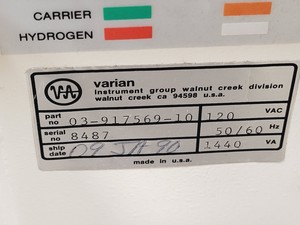 CARRIER
HYDROGEN
VA varian
instrument group walnut creek division
walnut creek ca 94598 u.s.a.
part no 03-917569-10 120 VAC
serial no 8487 50/60 Hz
ship date 09 JA 90 1440 VA
made in u.s.a.